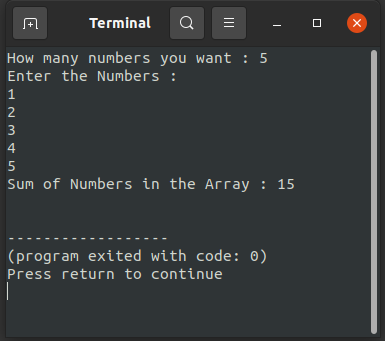 Terminal
How many numbers you want : 5
Enter the Numbers :
1
2
3
4
5
Sum of Numbers in the Array : 15
------------------
(program exited with code: 0)
Press return to continue